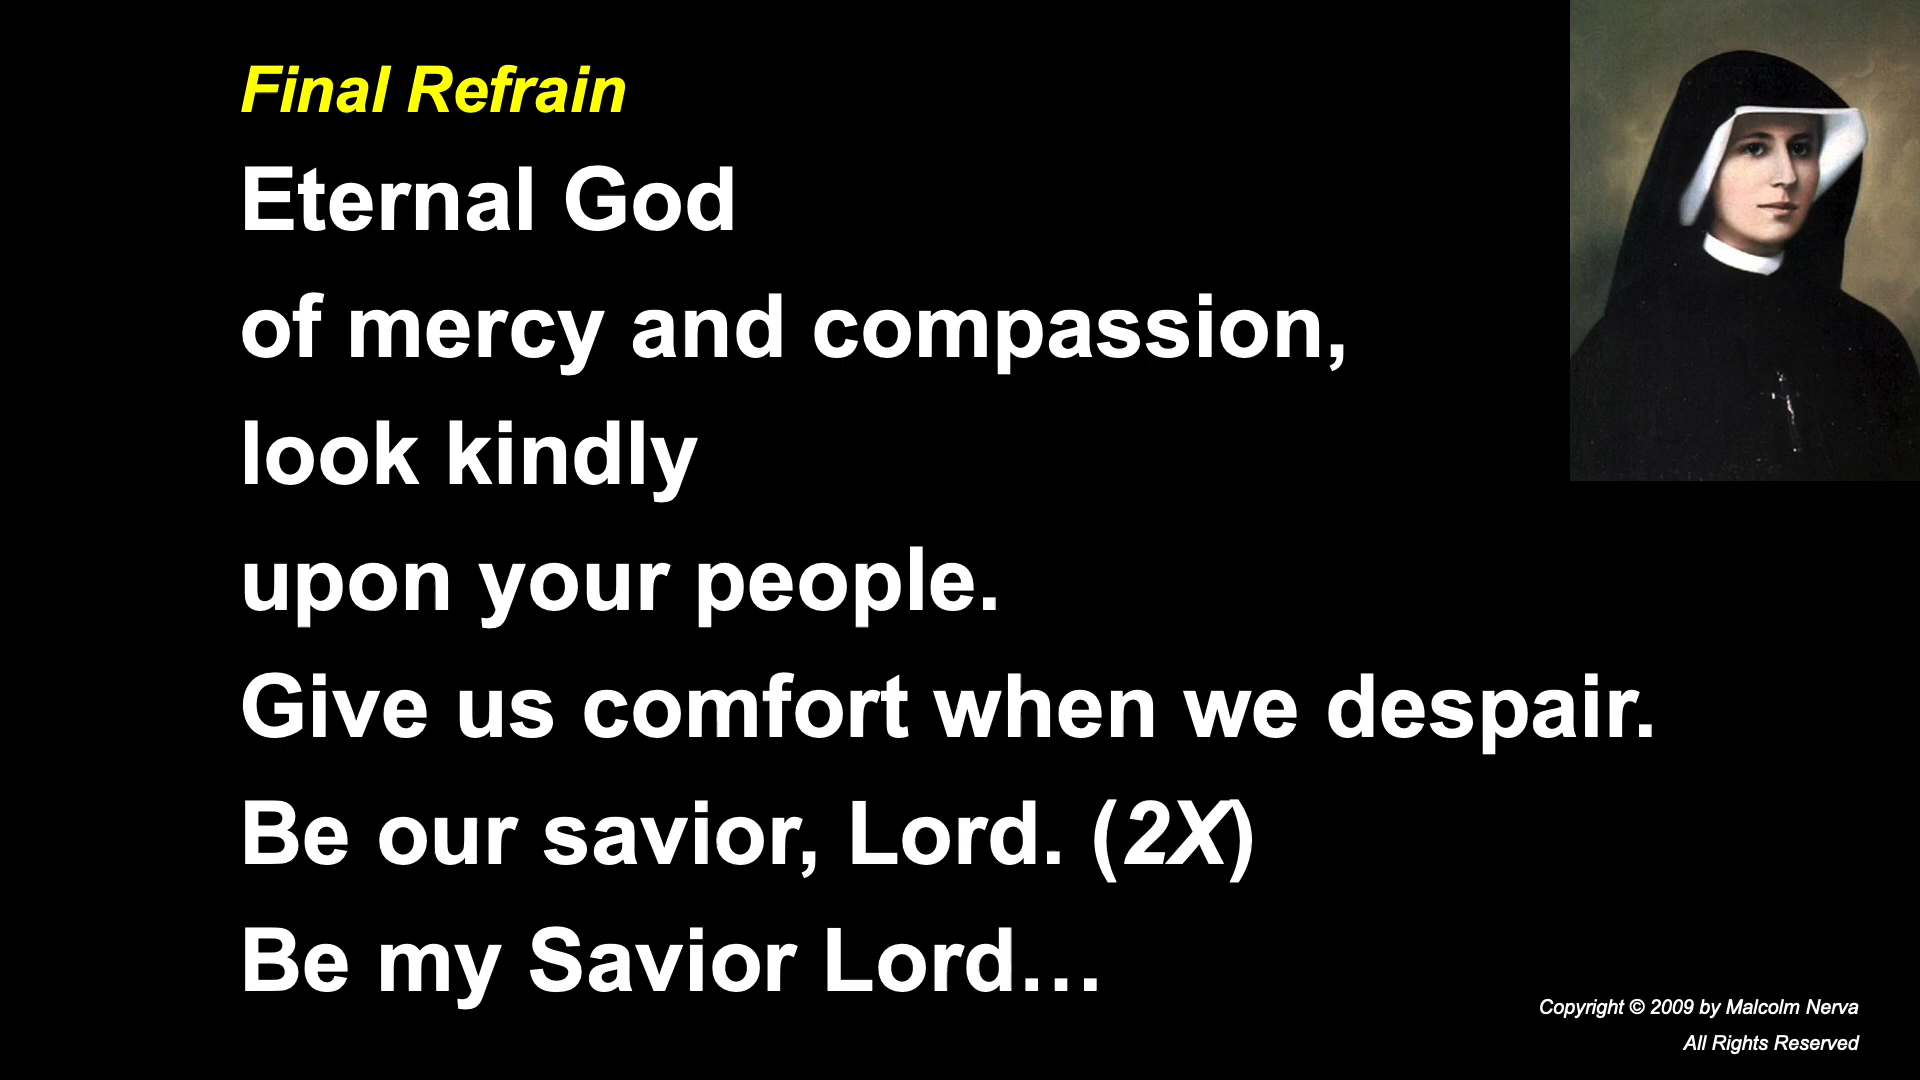 Final Refrain
Eternal God
of mercy and compassion,
look kindly
upon your people.
Give us comfort when we despair.
Be our savior, Lord. (2X)
Be my Savior Lord…
Copyright © 2009 by Malcolm Nerva
All Rights Reserved